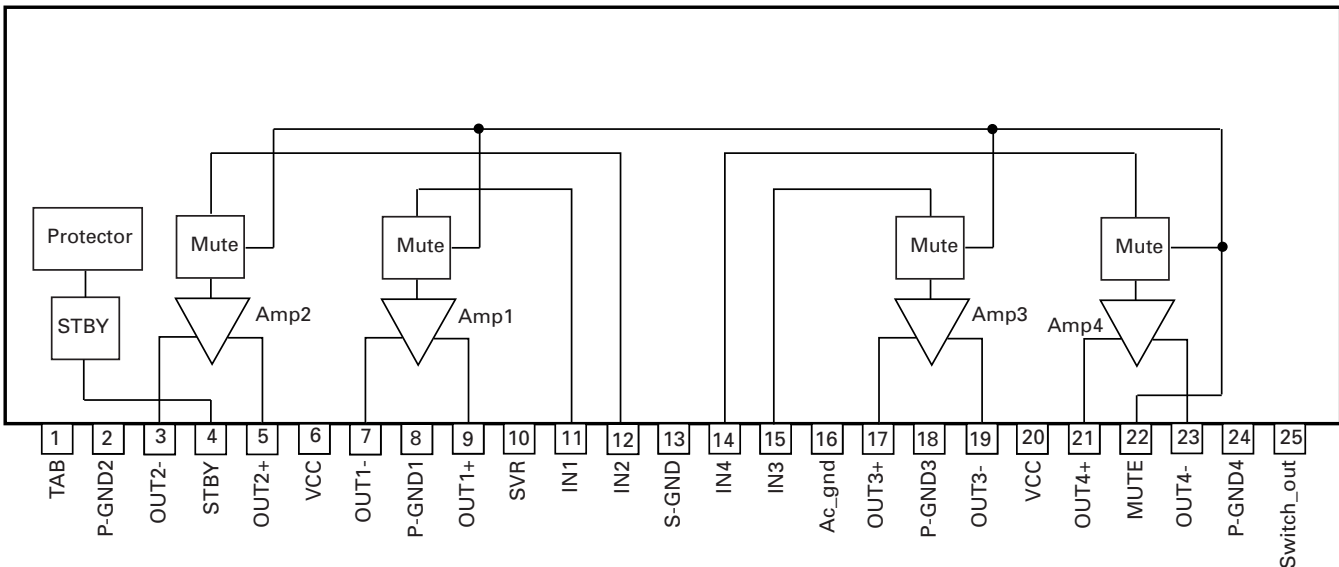 Protector
Mute
Mute
Mute
Mute
STBY
Amp2
Amp1
Amp3
Amp4
1 2 3 4 5 6 7 8 9 10 11 12 13 14 15 16 17 18 19 20 21 22 23 24 25
TAB
P-GND2
OUT2-
STBY
OUT2+
VCC
OUT1-
P-GND1
OUT1+
SVR
IN1
IN2
S-GND
IN4
IN3
Ac_gnd
OUT3+
P-GND3
OUT3-
VCC
OUT4+
MUTE
OUT4-
P-GND4
Switch_out